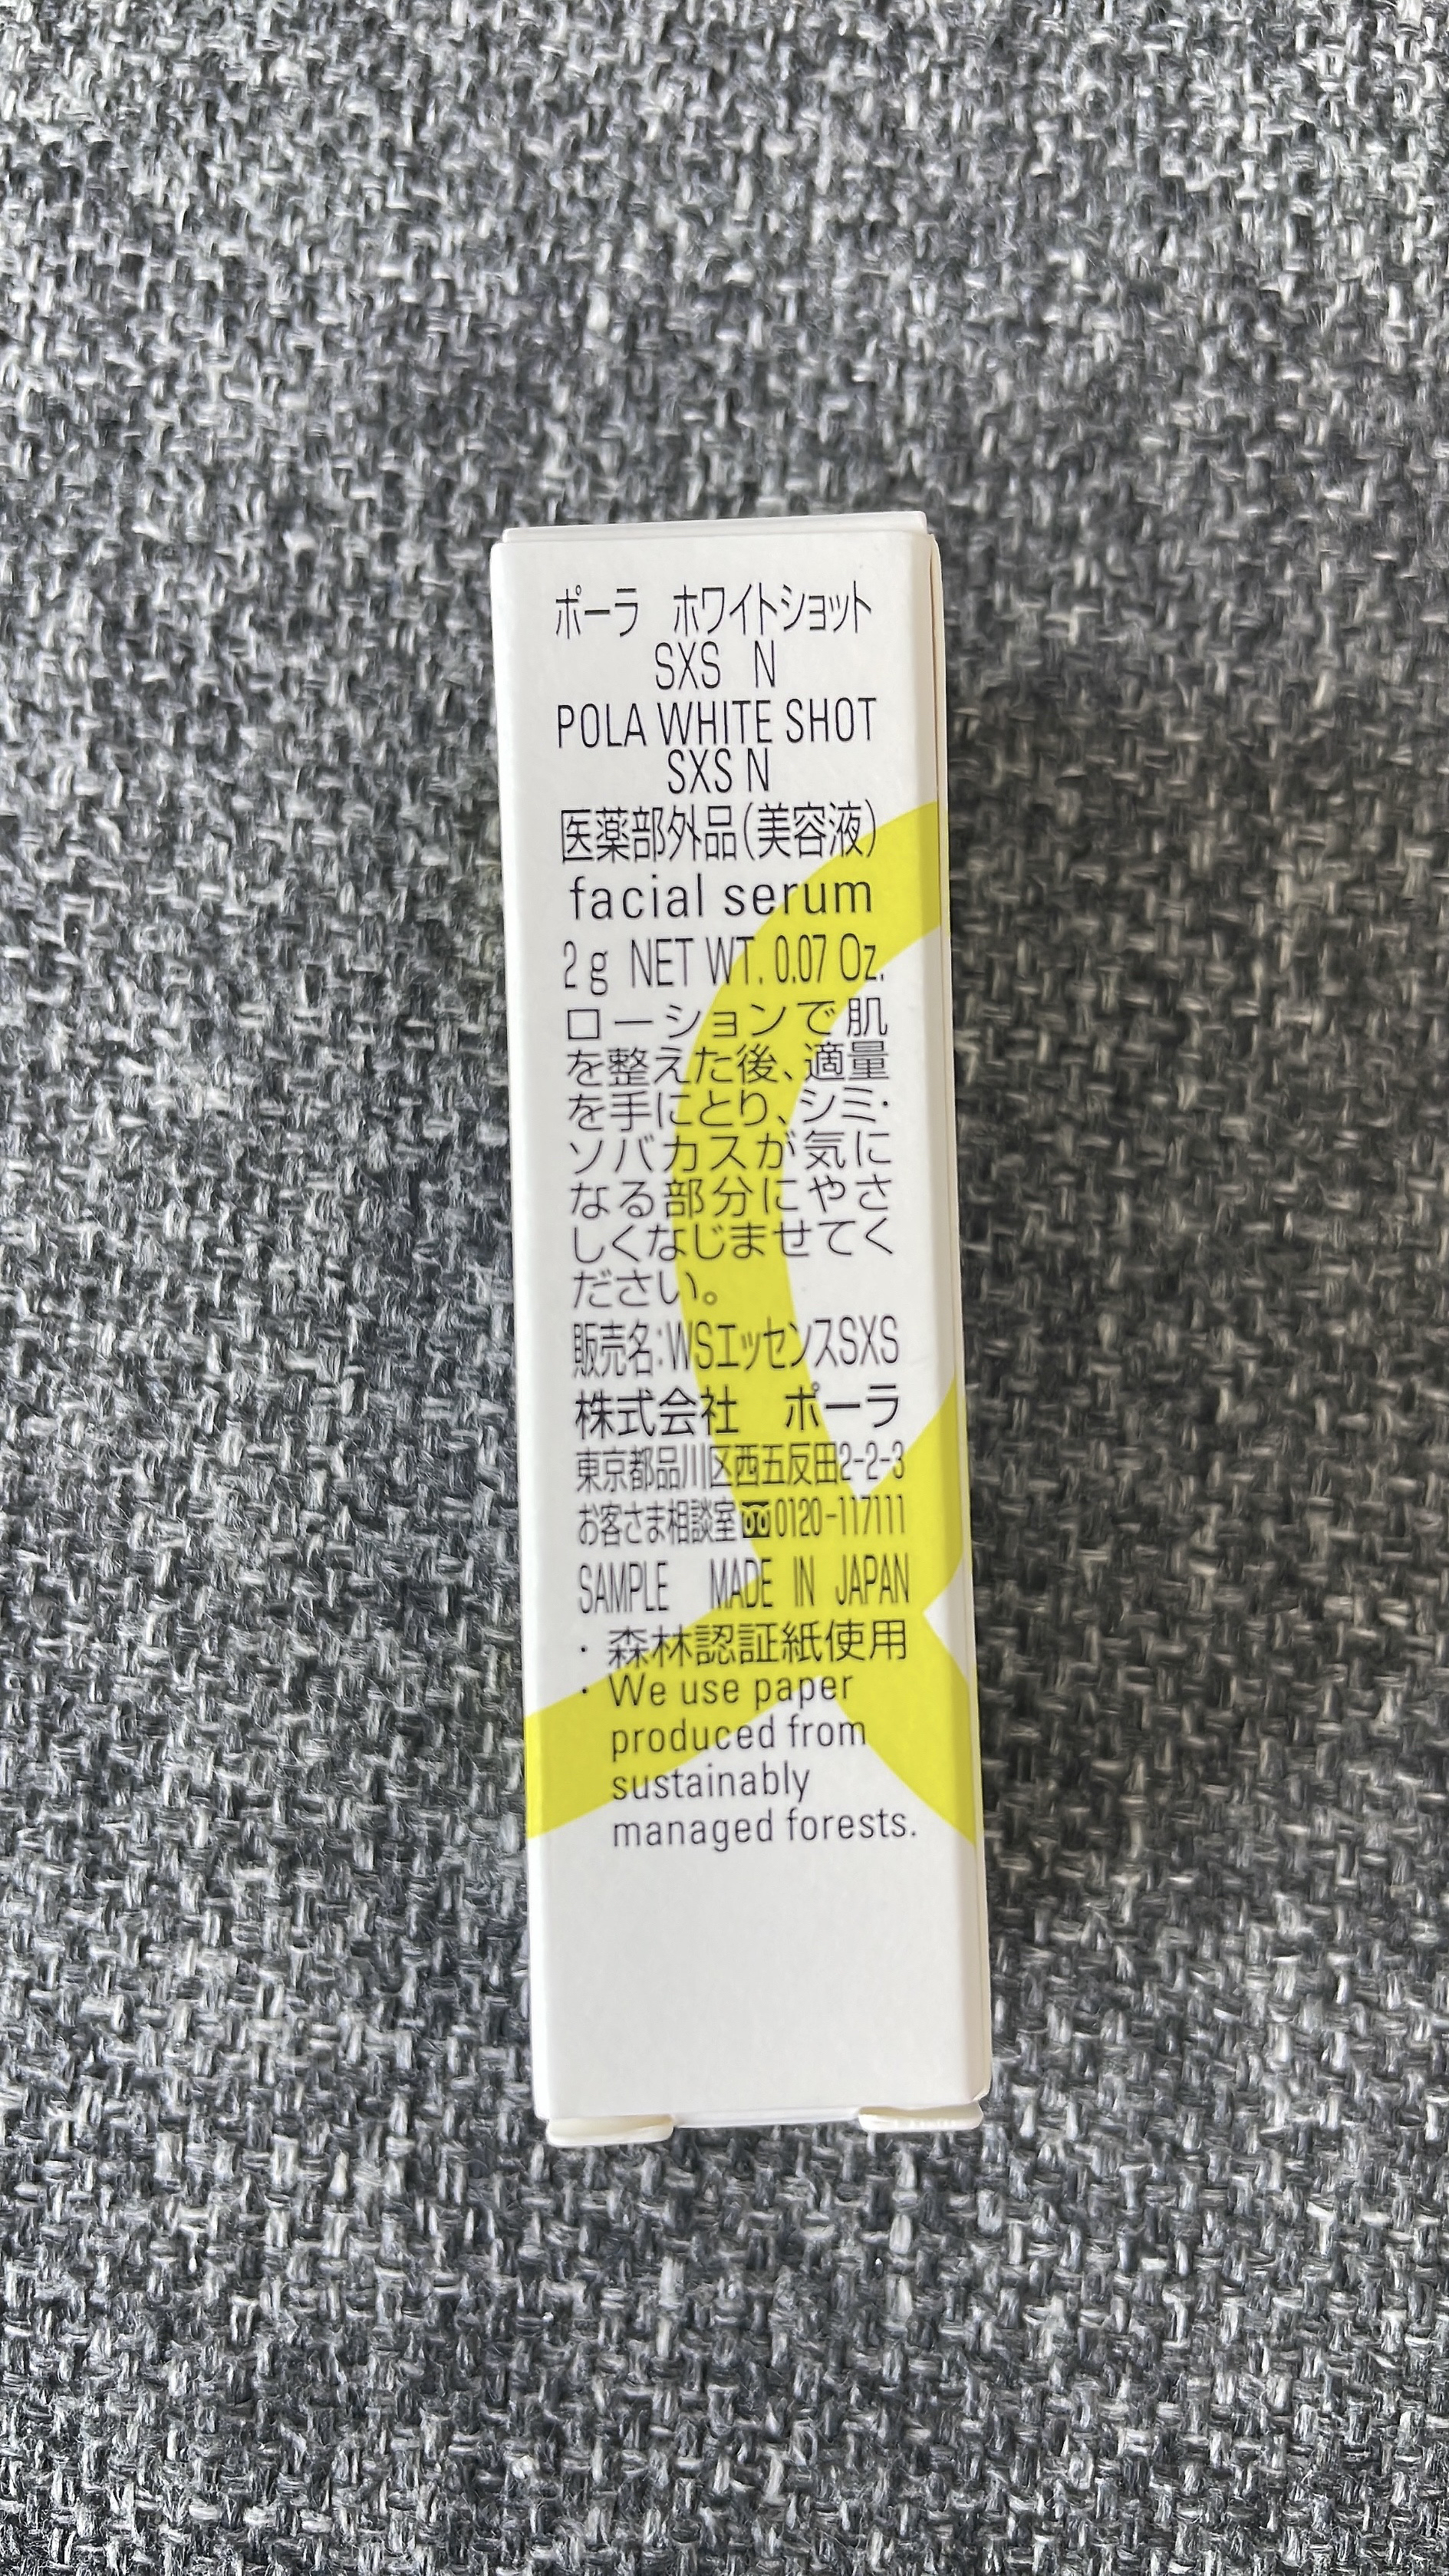 ポーラ　ホワイトショット
SXS　N
POLA WHITE SHOT
SXS N
医薬部外品(美容液)
facial serum
2g NET WT. 0.07 Oz.
ローションで肌
を整えた後、適量
を手にとり、シミ・
ソバカスが気に
なる部分にやさ
しくなじませてく
ださい。
販売名:WSエッセンスSXS
株式会社　ポーラ
東京都品川区西五反田2-2-3
お客さま相談室 0120-117111
SAMPLE　MADE IN JAPAN
・森林認証紙使用
・We use paper
produced from
sustainably
managed forests.